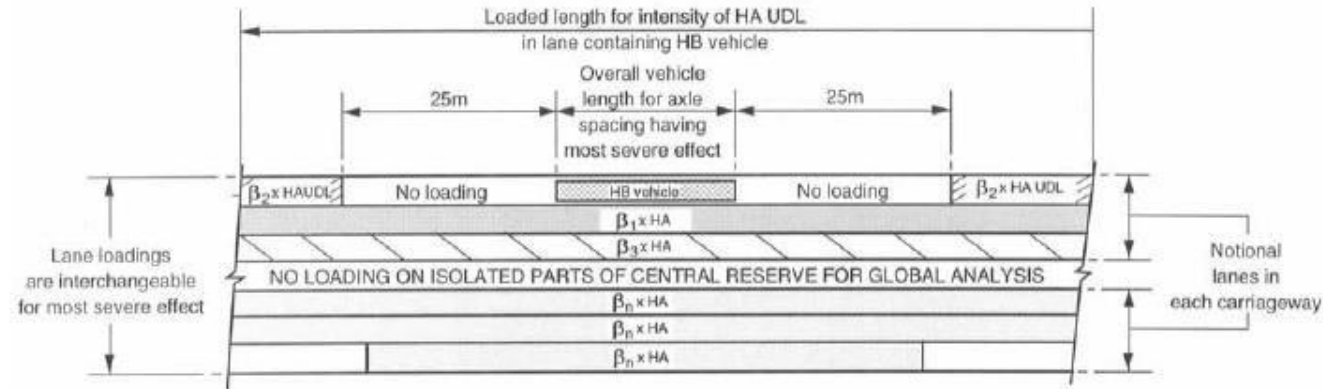 Loaded length for intensity of HA UDL
in lane containing HB vehicle
Overall vehicle
length for axle
spacing having
most severe effect
25m
25m
β₂ x HAUDL
No loading
HB vehicle
No loading
β₂ x HA UDL
β₁ x HA
β₃ x HA
NO LOADING ON ISOLATED PARTS OF CENTRAL RESERVE FOR GLOBAL ANALYSIS
βₙ x HA
βₙ x HA
βₙ x HA
Lane loadings
are interchangeable
for most severe effect
Notional
lanes in
each carriageway